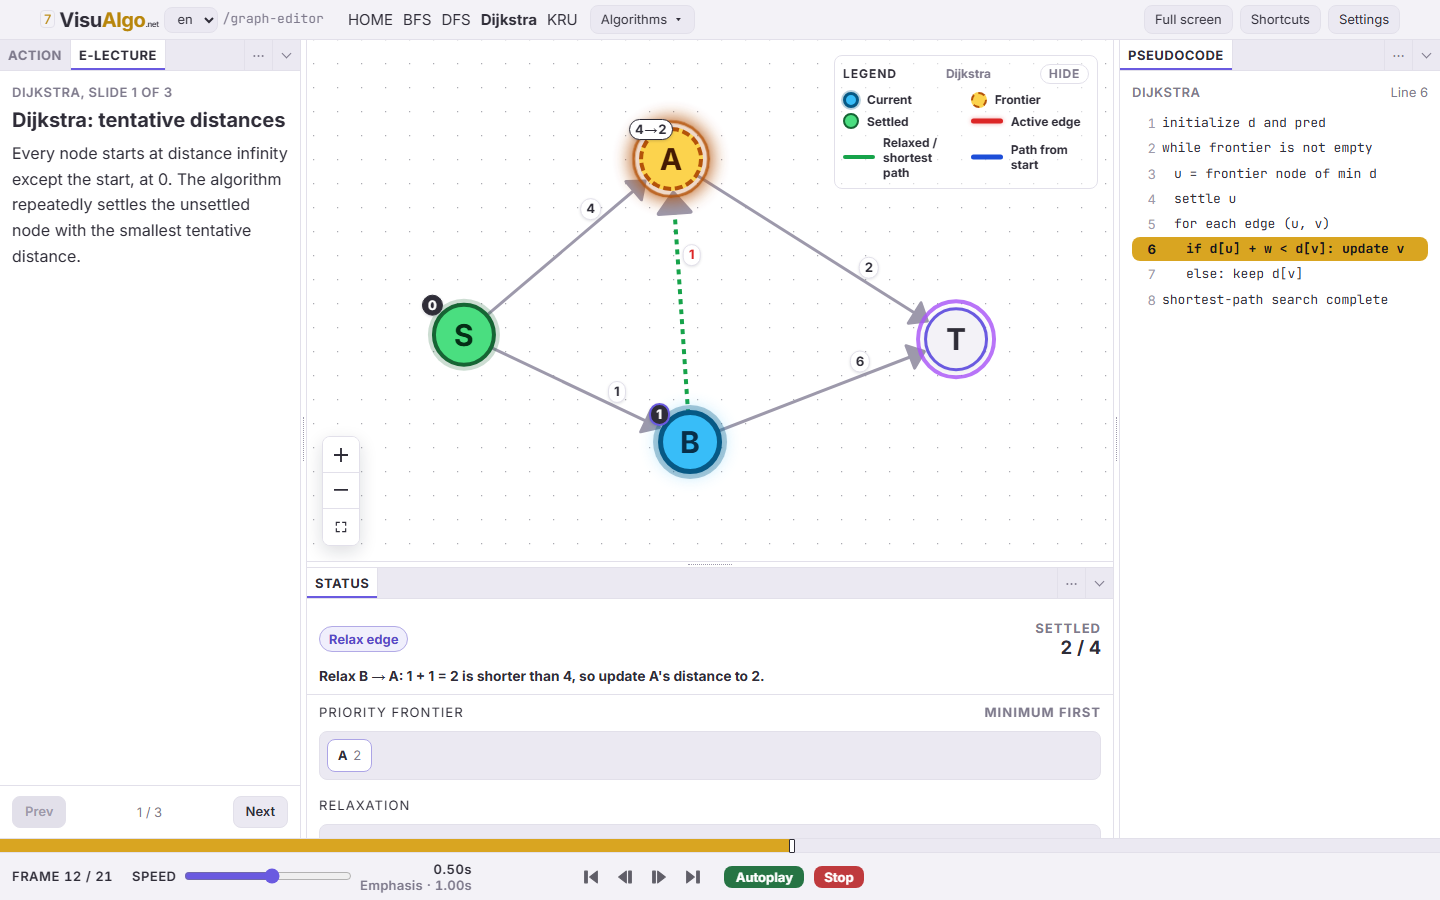 7 VisuAlgo.net en /graph-editor HOME BFS DFS Dijkstra KRU Algorithms Full screen Shortcuts Settings
ACTION E-LECTURE
DIJKSTRA, SLIDE 1 OF 3
Dijkstra: tentative distances
Every node starts at distance infinity
except the start, at 0. The algorithm
repeatedly settles the unsettled
node with the smallest tentative
distance.
Prev 1 / 3 Next
LEGEND Dijkstra HIDE
Current Frontier
Settled Active edge
Relaxed /
shortest
path
Path from
start
4→2
A
4
1
2
0
S
T
6
1
1
B
STATUS
Relax edge
SETTLED
2 / 4
Relax B → A: 1 + 1 = 2 is shorter than 4, so update A's distance to 2.
PRIORITY FRONTIER MINIMUM FIRST
A 2
RELAXATION
PSEUDOCODE
DIJKSTRA Line 6
1 initialize d and pred
2 while frontier is not empty
3 u = frontier node of min d
4 settle u
5 for each edge (u, v)
6 if d[u] + w < d[v]: update v
7 else: keep d[v]
8 shortest-path search complete
FRAME 12 / 21 SPEED 0.50s
Emphasis · 1.00s
Autoplay Stop